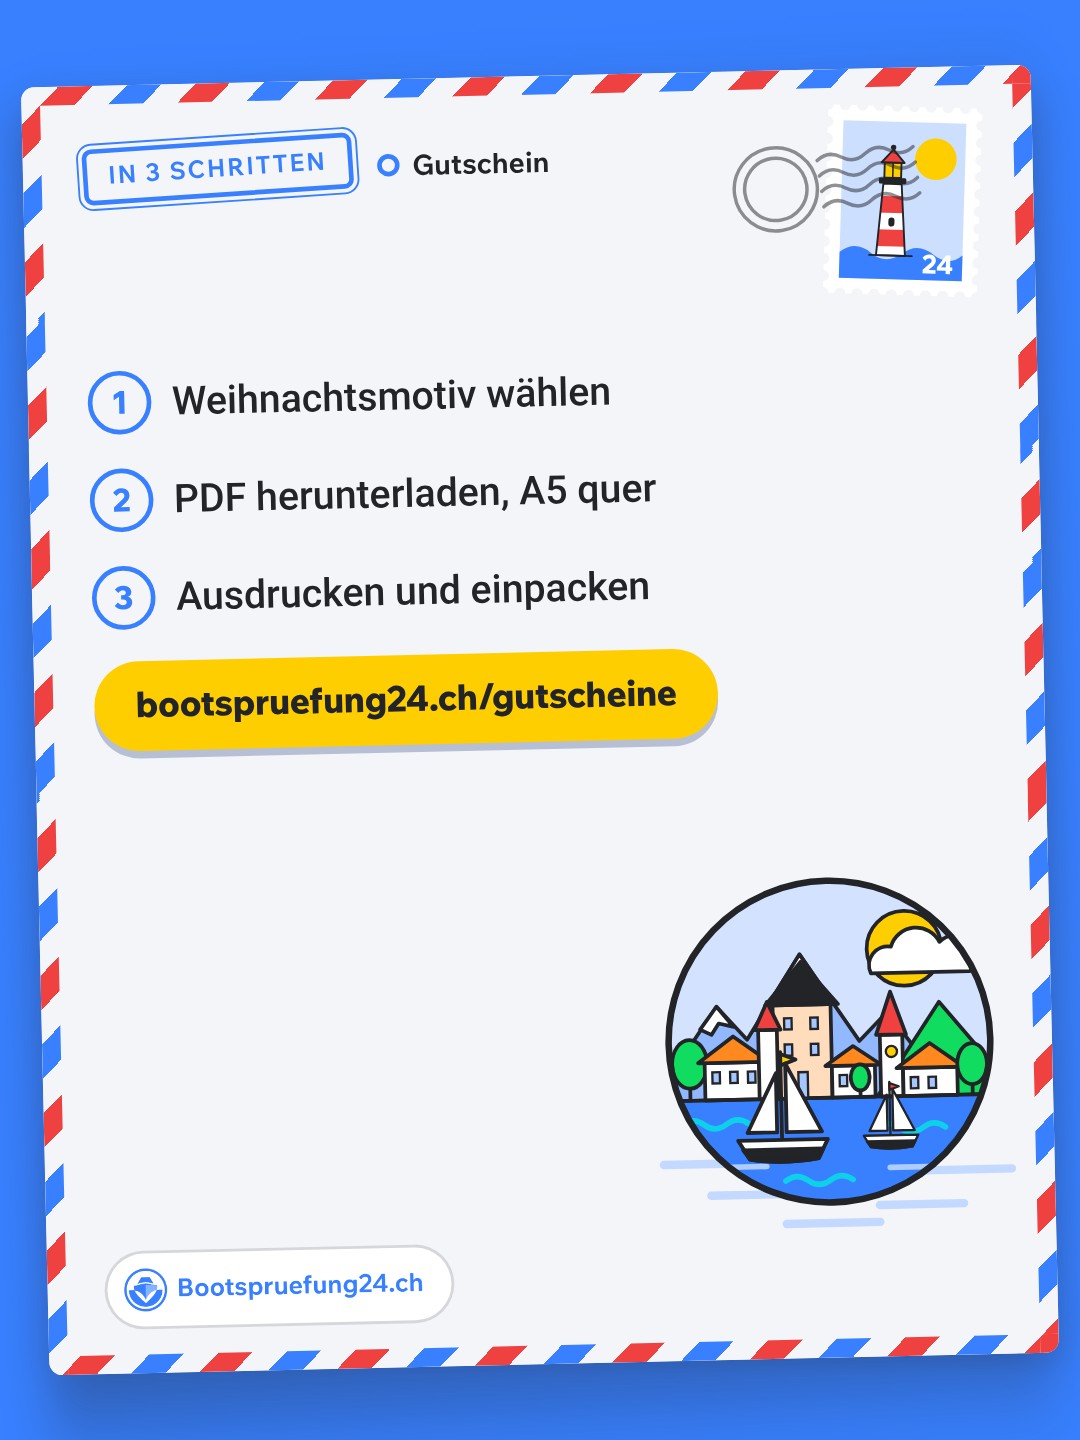 IN 3 SCHRITTEN
Gutschein
24
1 Weihnachtsmotiv wählen
2 PDF herunterladen, A5 quer
3 Ausdrucken und einpacken
bootspruefung24.ch/gutscheine
Bootspruefung24.ch